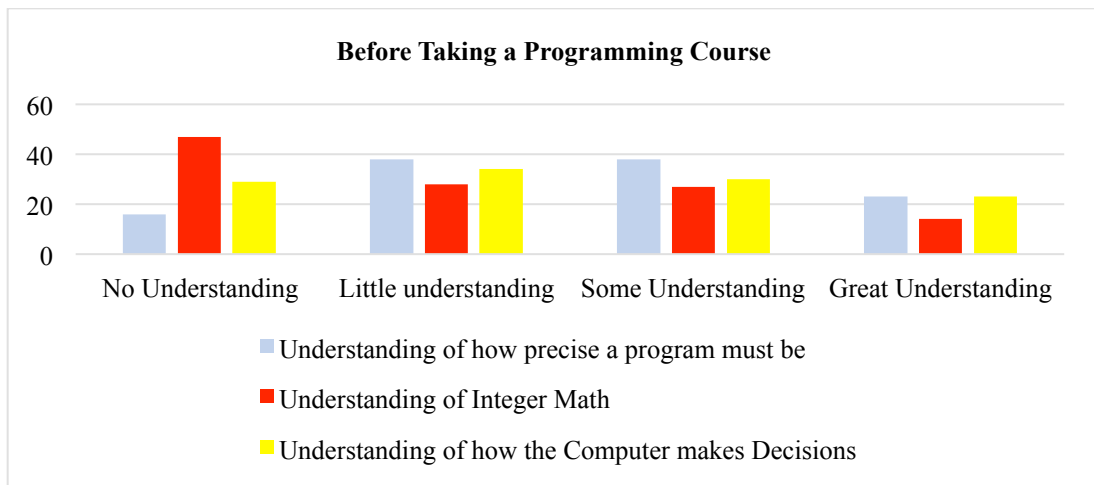 Before Taking a Programming Course
60
40
20
0
No Understanding Little understanding Some Understanding Great Understanding
Understanding of how precise a program must be
Understanding of Integer Math
Understanding of how the Computer makes Decisions